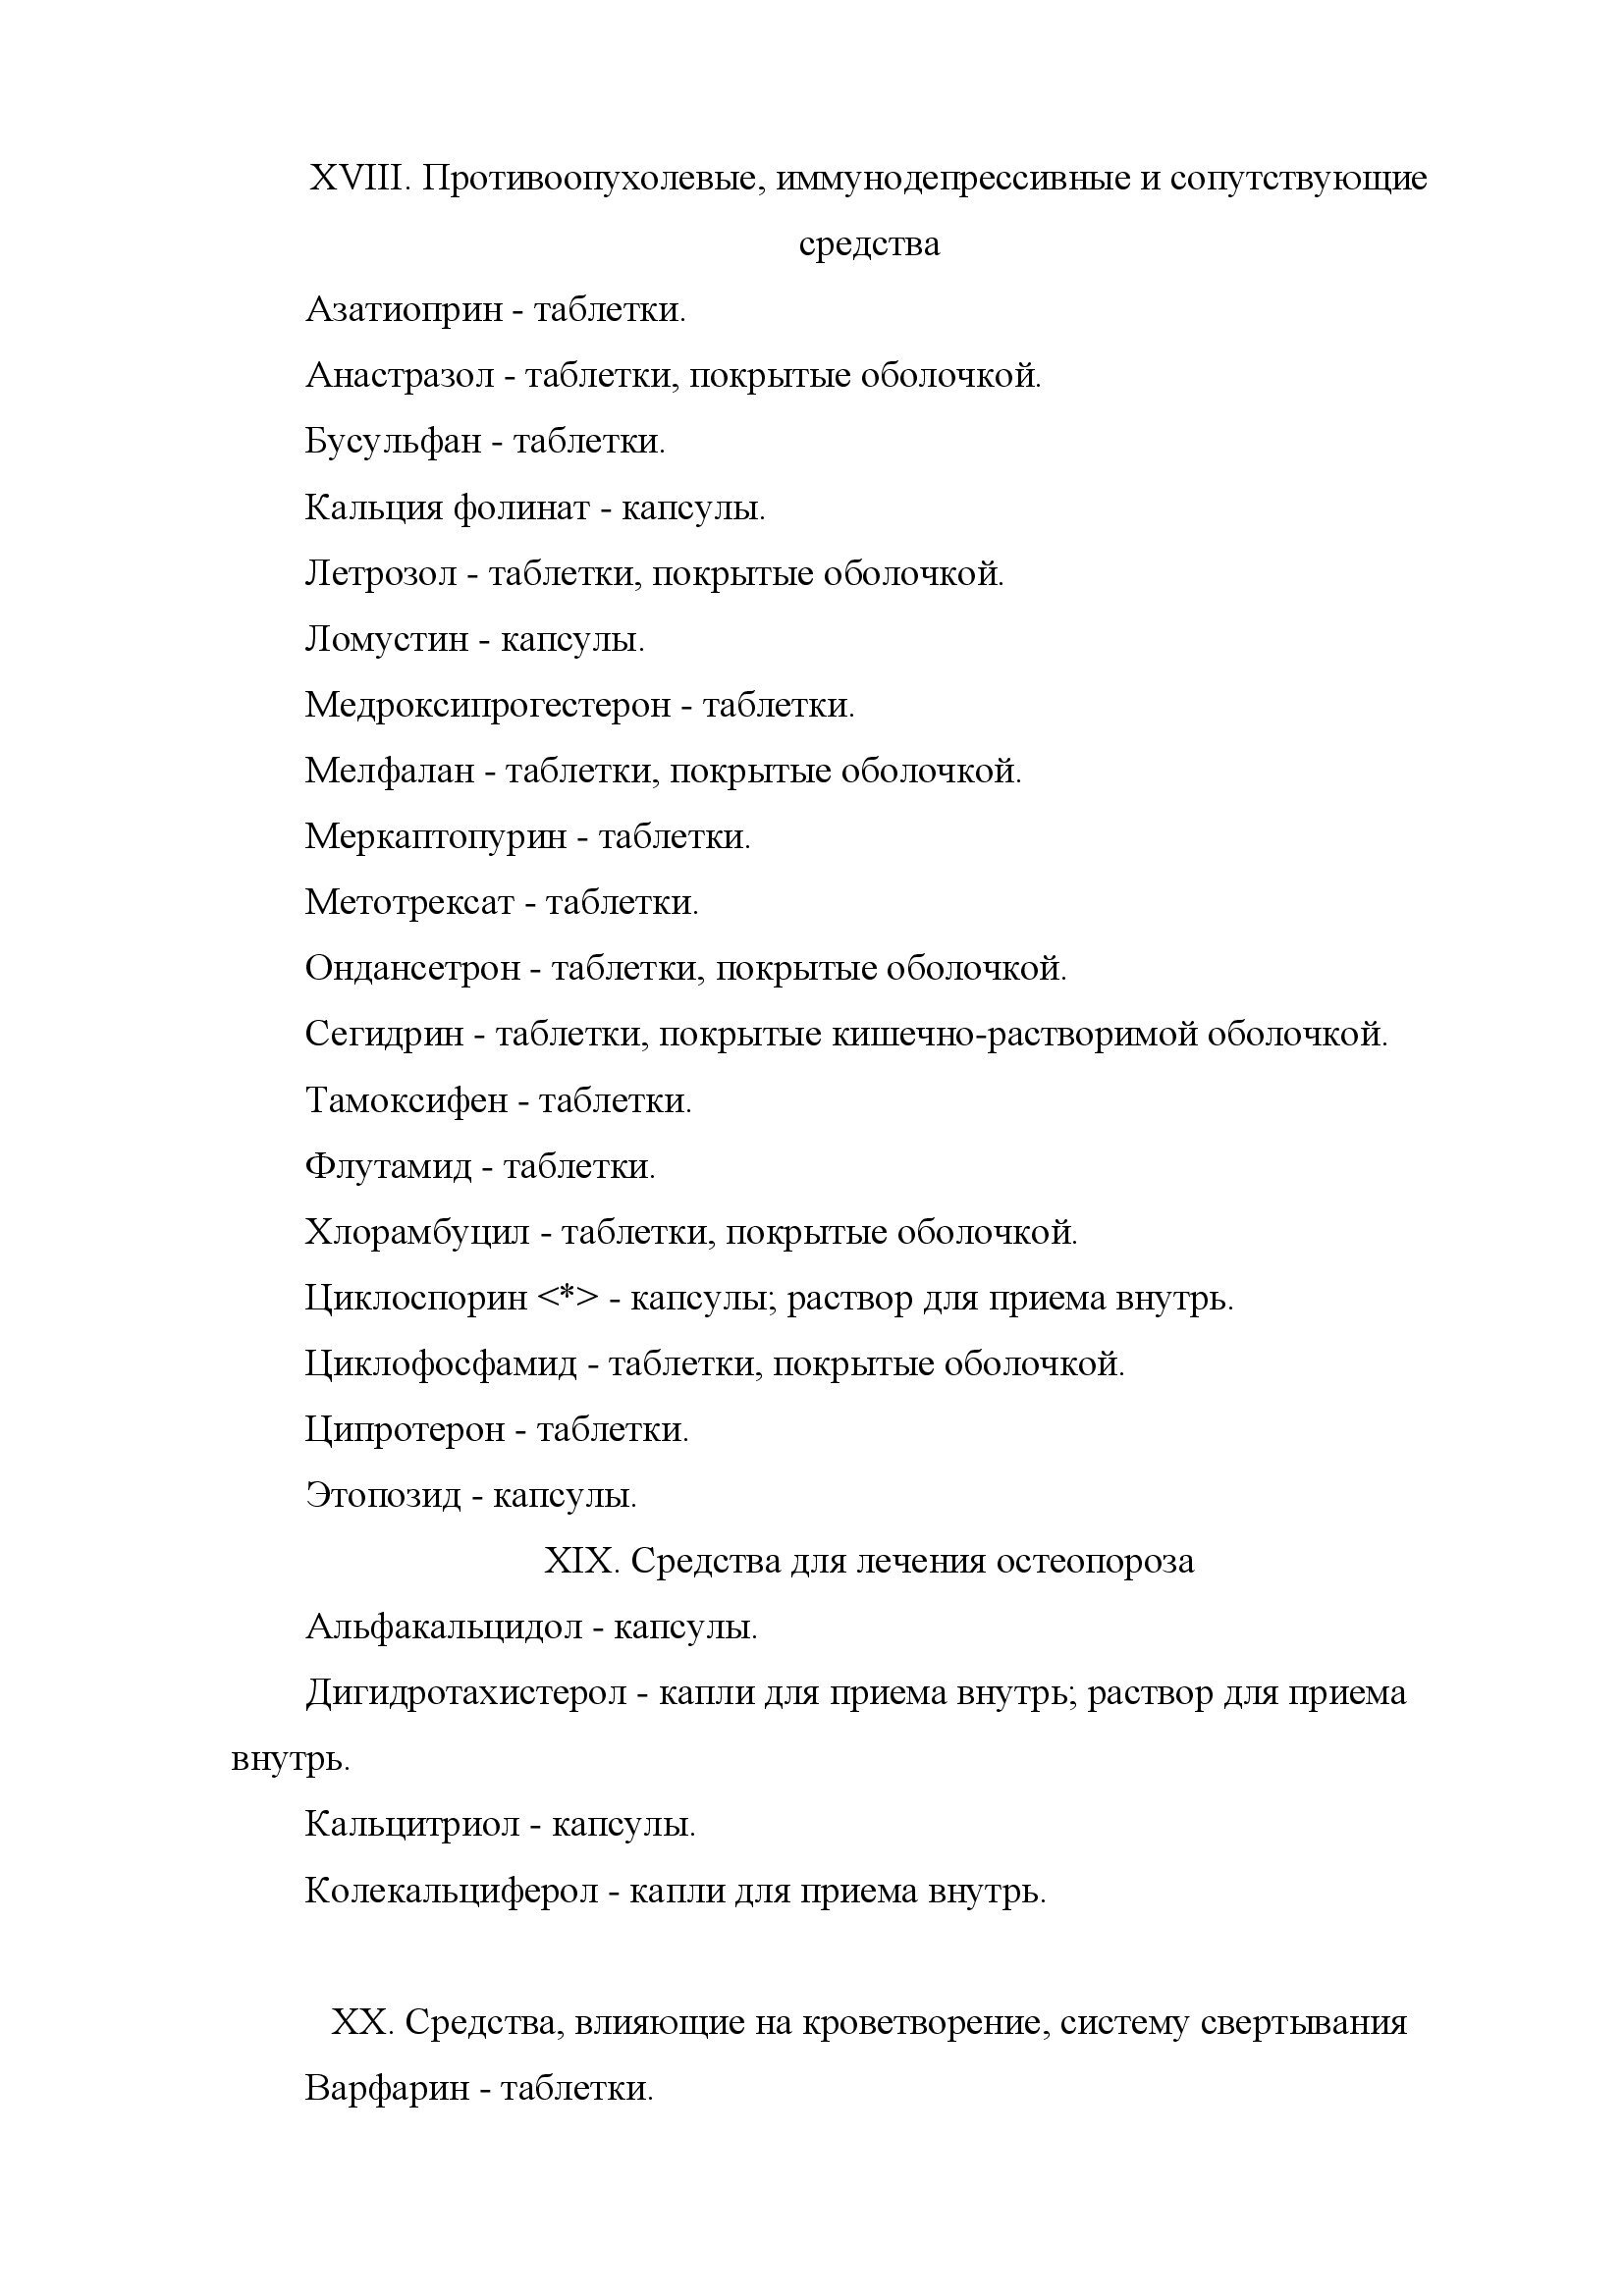 XVIII. Противоопухолевые, иммунодепрессивные и сопутствующие
средства
Азатиоприн - таблетки.
Анастразол - таблетки, покрытые оболочкой.
Бусульфан - таблетки.
Кальция фолинат - капсулы.
Летрозол - таблетки, покрытые оболочкой.
Ломустин - капсулы.
Медроксипрогестерон - таблетки.
Мелфалан - таблетки, покрытые оболочкой.
Меркаптопурин - таблетки.
Метотрексат - таблетки.
Ондансетрон - таблетки, покрытые оболочкой.
Сегидрин - таблетки, покрытые кишечно-растворимой оболочкой.
Тамоксифен - таблетки.
Флутамид - таблетки.
Хлорамбуцил - таблетки, покрытые оболочкой.
Циклоспорин <*> - капсулы; раствор для приема внутрь.
Циклофосфамид - таблетки, покрытые оболочкой.
Ципротерон - таблетки.
Этопозид - капсулы.
XIX. Средства для лечения остеопороза
Альфакальцидол - капсулы.
Дигидротахистерол - капли для приема внутрь; раствор для приема
внутрь.
Кальцитриол - капсулы.
Колекальциферол - капли для приема внутрь.
XX. Средства, влияющие на кроветворение, систему свертывания
Варфарин - таблетки.